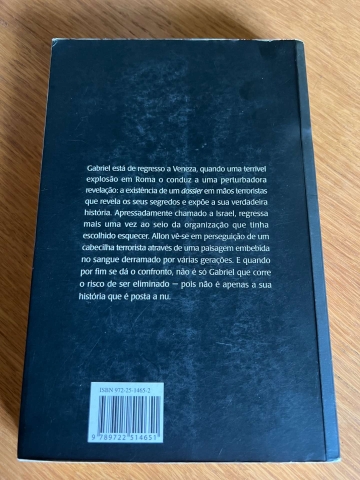 Gabriel está de regresso a Veneza, quando uma terrível
explosão em Roma o conduz a uma perturbadora
revelação: a existência de um dossier em mãos terroristas
que revela os seus segredos e expõe a sua verdadeira
história. Apressadamente chamado a Israel, regressa
mais uma vez ao seio da organização que tinha
escolhido esquecer. Allon vê-se em perseguição de um
cabecilha terrorista através de uma paisagem embebida
no sangue derramado por várias gerações. E quando
por fim se dá o confronto, não é só Gabriel que corre
o risco de ser eliminado — pois não é apenas a sua
história que é posta a nu.
ISBN 972-25-1465-2
9 789722 514651